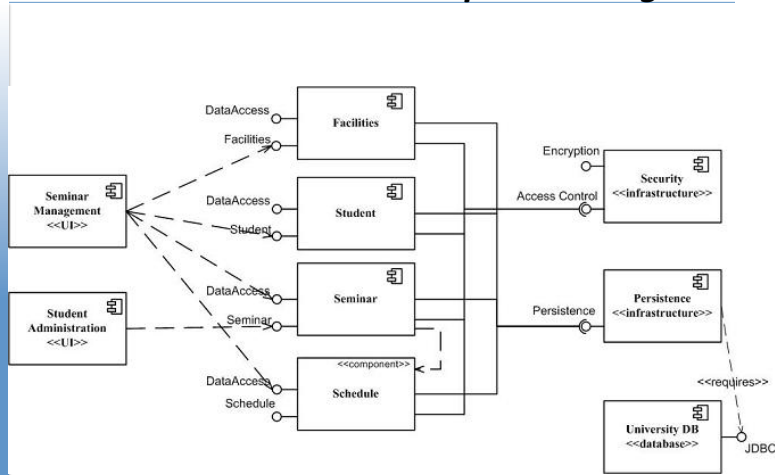 DataAccess
Facilities
Facilities
Seminar
Management
<<UI>>
DataAccess
Student
Student
Student
Administration
<<UI>>
DataAccess
Seminar
Seminar
<<component>>
DataAccess
Schedule
Schedule
Encryption
Access Control
Security
<<infrastructure>>
Persistence
Persistence
<<infrastructure>>
<<requires>>
University DB
<<database>>
JDBC